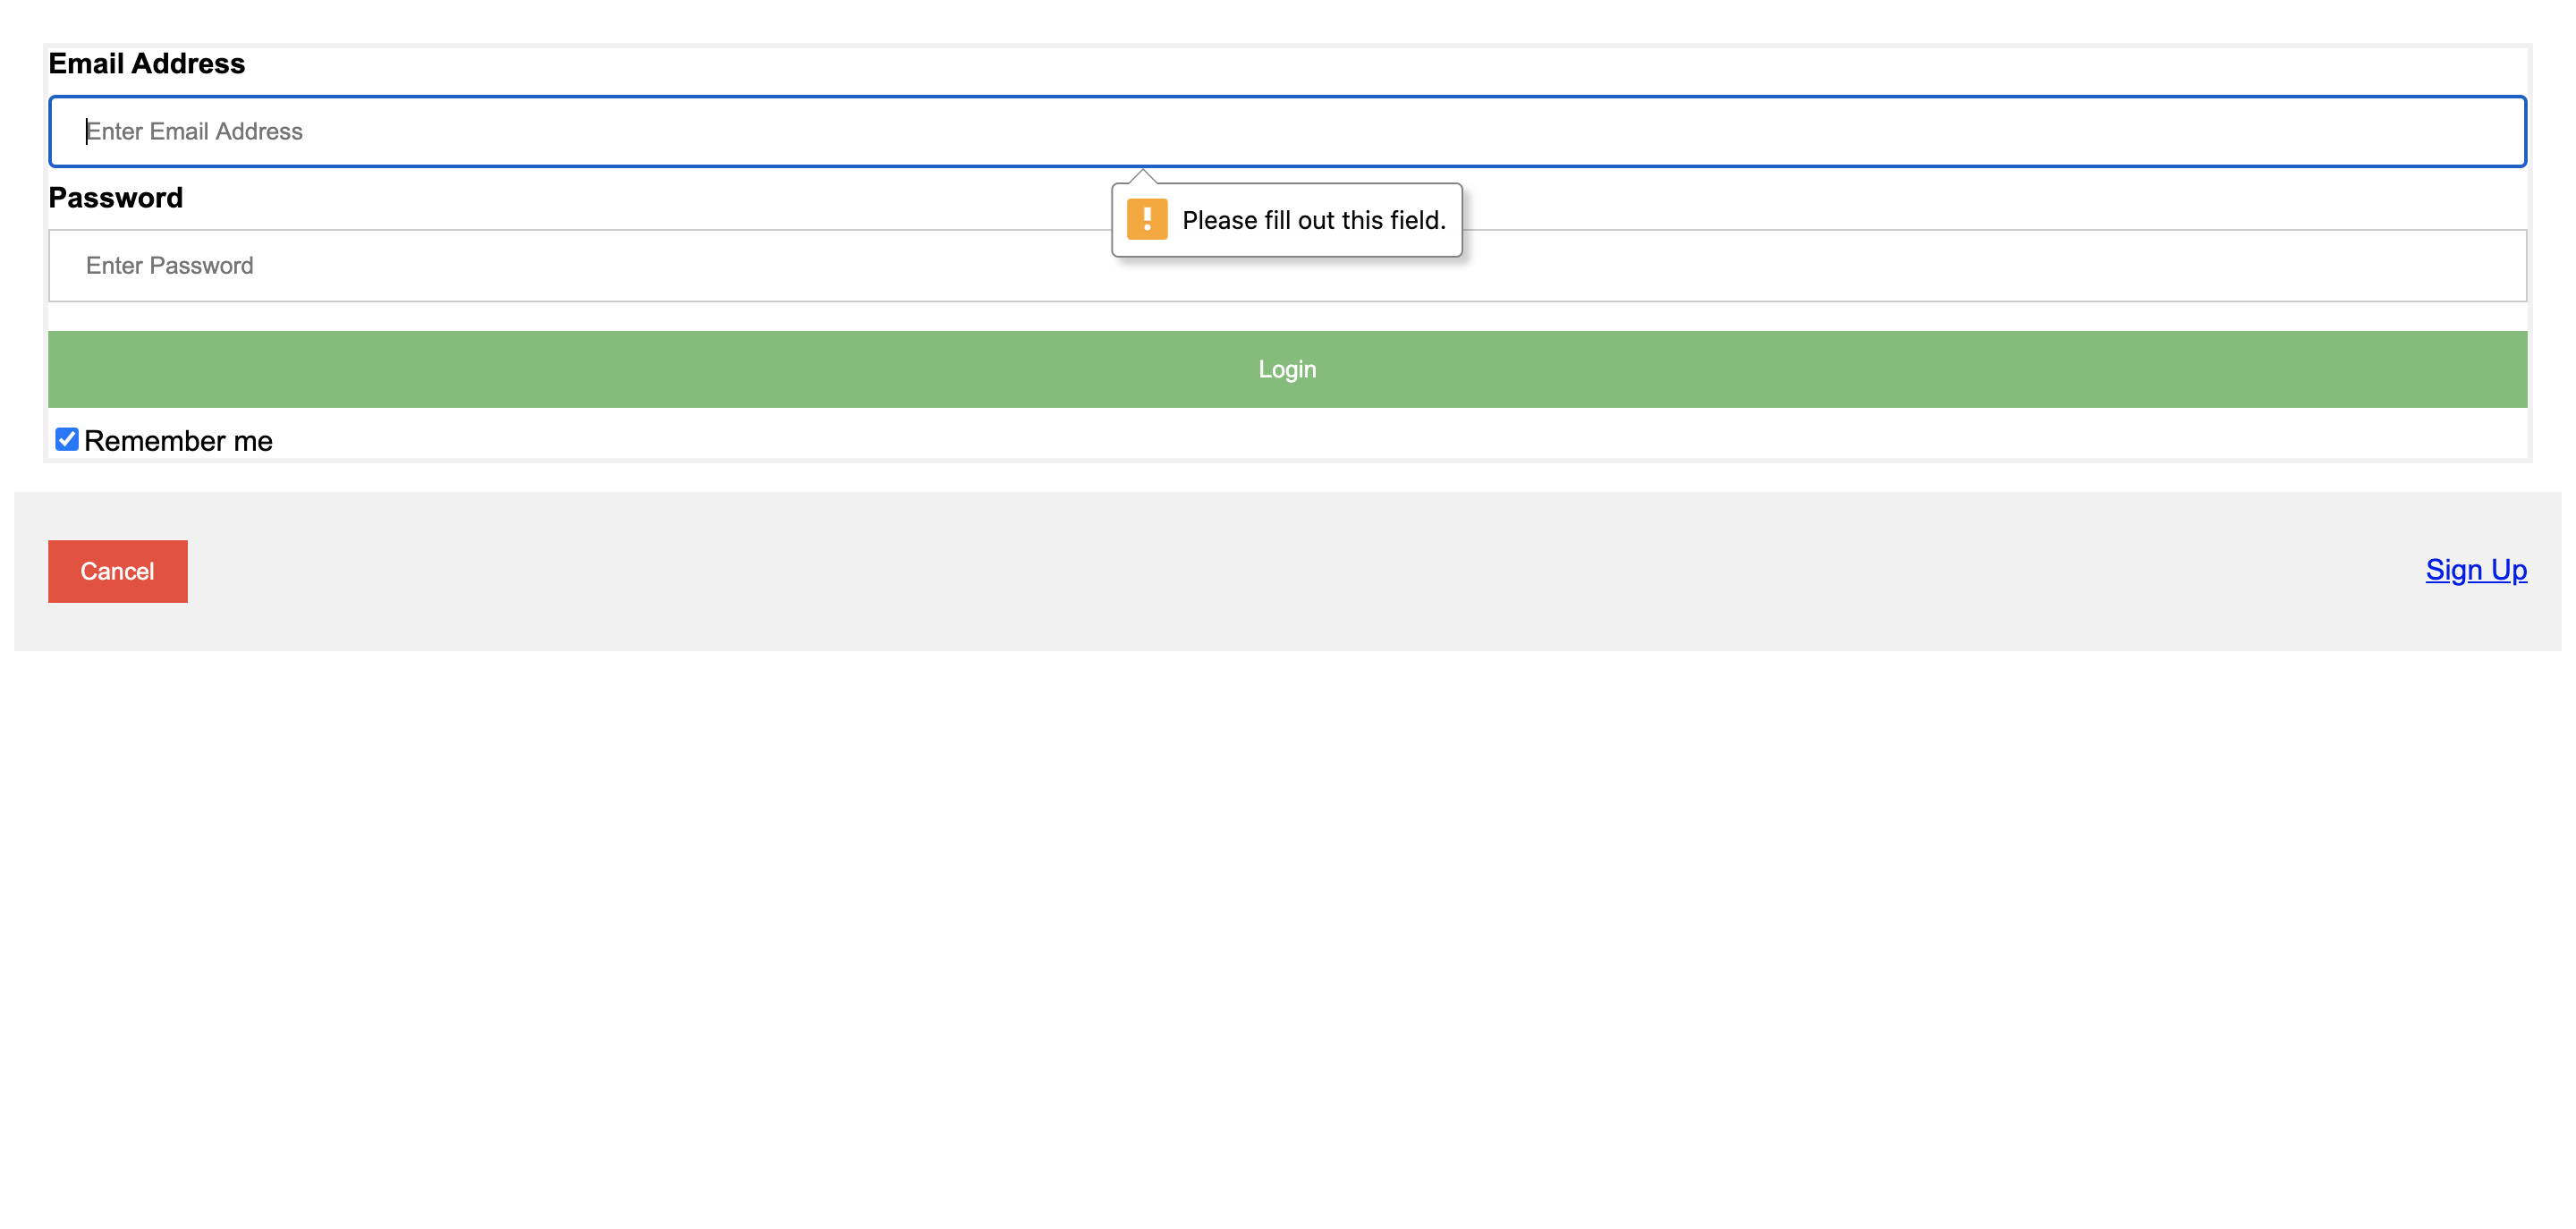 Email Address
Enter Email Address
Password
Please fill out this field.
Enter Password
Login
Remember me
Cancel
Sign Up